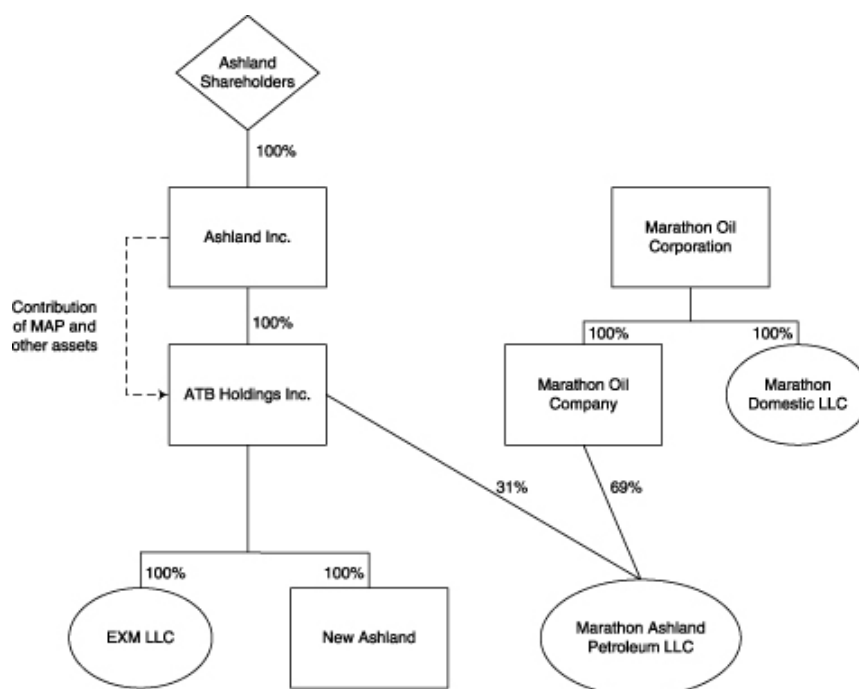 Ashland
Shareholders
100%
Ashland Inc.
Marathon Oil
Corporation
Contribution
of MAP and
other assets
100%
100%
100%
ATB Holdings Inc.
Marathon Oil
Company
Marathon
Domestic LLC
31%
69%
100%
100%
EXM LLC
New Ashland
Marathon Ashland
Petroleum LLC